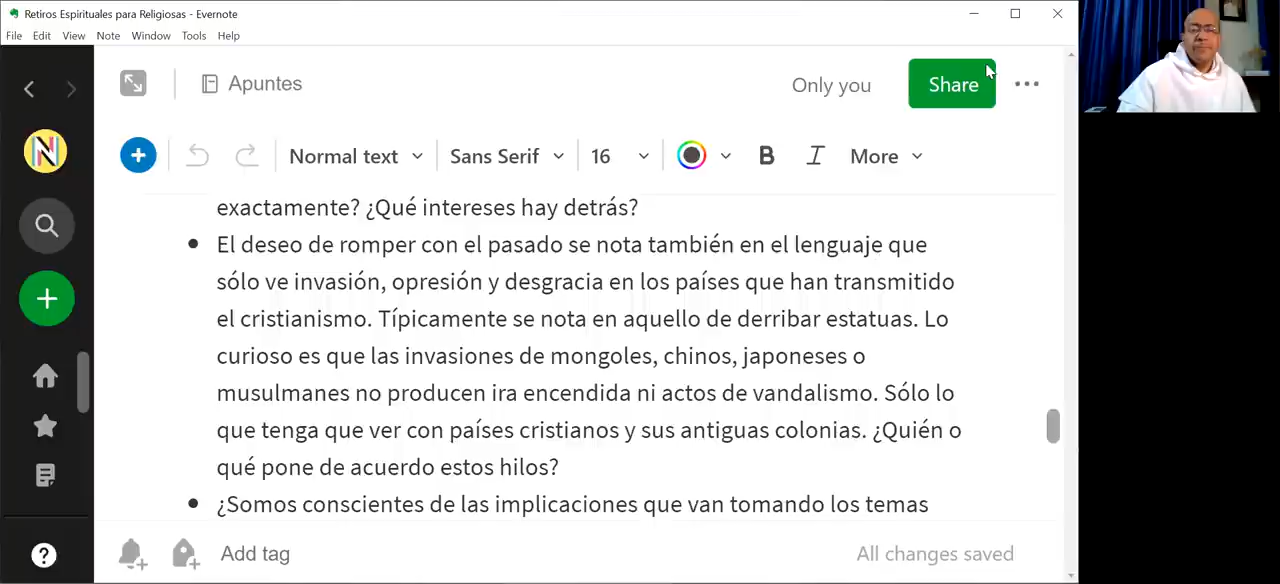 Retiros Espirituales para Religiosas - Evernote
File Edit View Note Window Tools Help
Apuntes
Only you
Share
Normal text
Sans Serif
16
B
I
More
exactamente? ¿Qué intereses hay detrás?
El deseo de romper con el pasado se nota también en el lenguaje que
sólo ve invasión, opresión y desgracia en los países que han transmitido
el cristianismo. Típicamente se nota en aquello de derribar estatuas. Lo
curioso es que las invasiones de mongoles, chinos, japoneses o
musulmanes no producen ira encendida ni actos de vandalismo. Sólo lo
que tenga que ver con países cristianos y sus antiguas colonias. ¿Quién o
qué pone de acuerdo estos hilos?
¿Somos conscientes de las implicaciones que van tomando los temas
Add tag
All changes saved